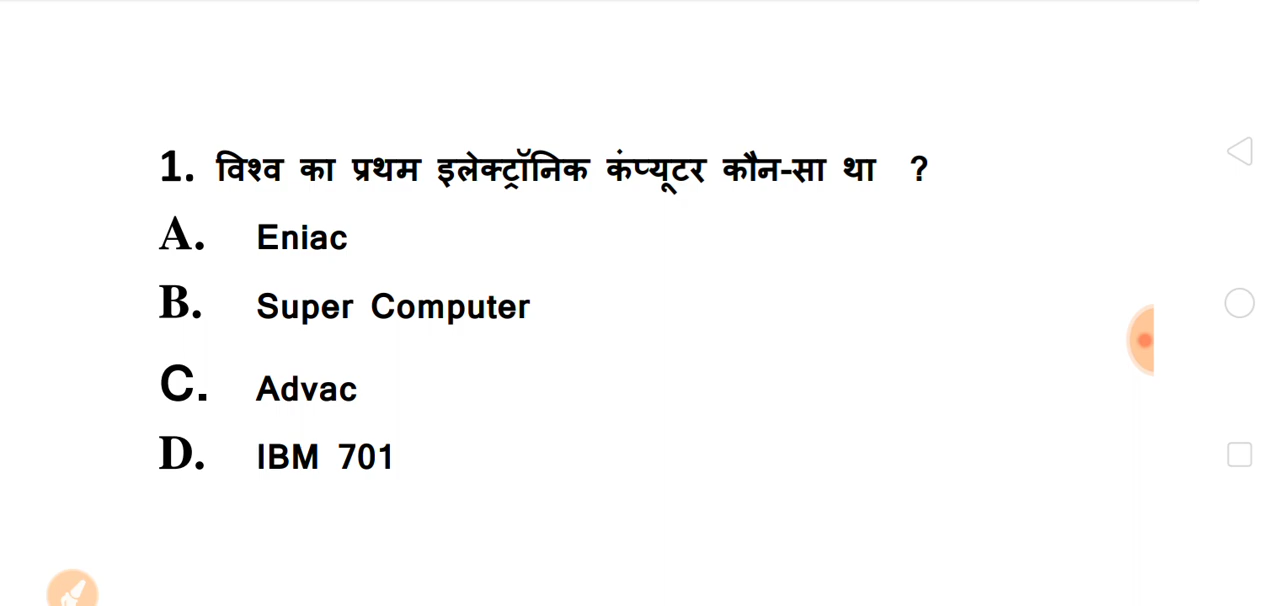 1. विश्व का प्रथम इलेक्ट्रॉनिक कंप्यूटर कौन-सा था ?
A. Eniac
B. Super Computer
C. Advac
D. IBM 701